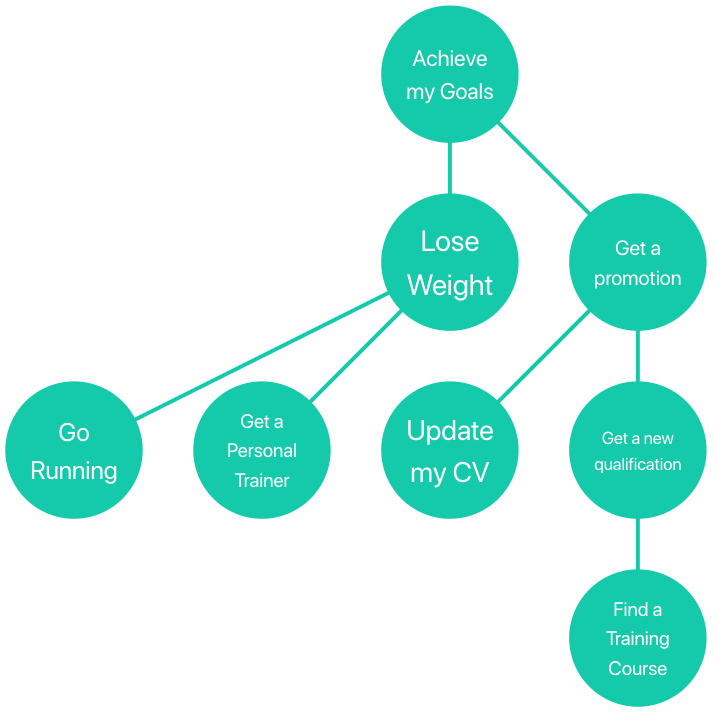 Achieve
my Goals
Lose
Weight
Get a
promotion
Go
Running
Get a
Personal
Trainer
Update
my CV
Get a new
qualification
Find a
Training
Course